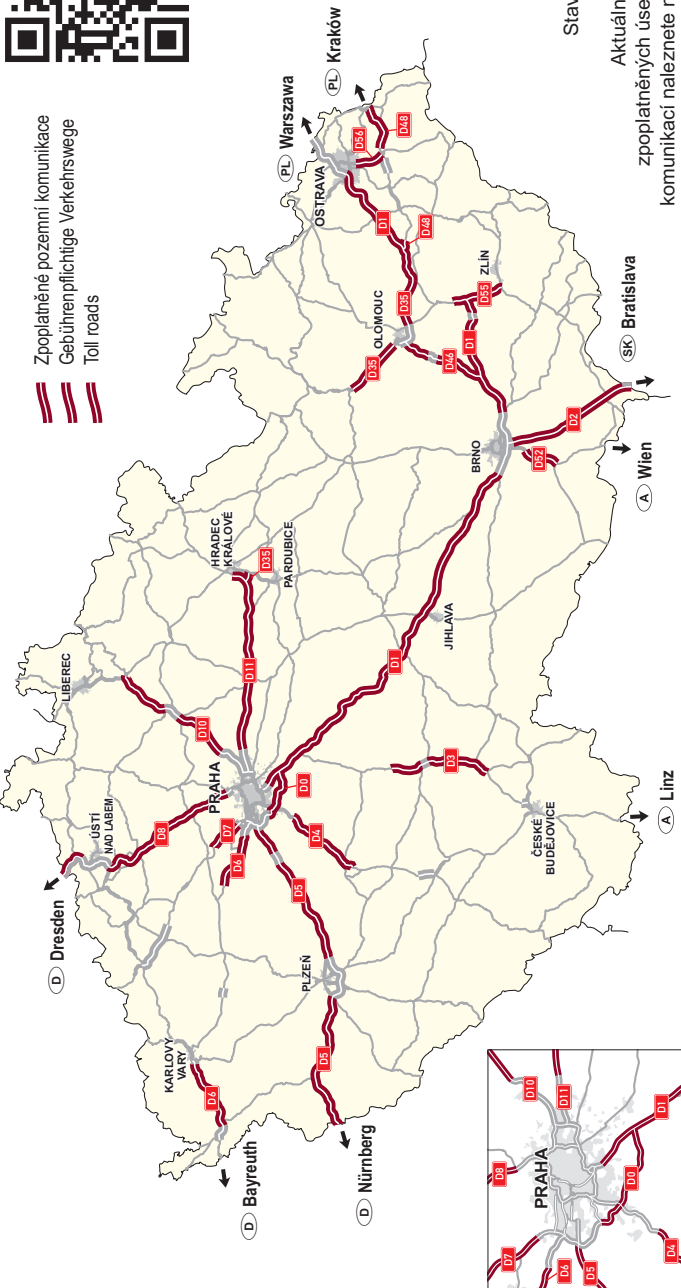 Zpoplatněné pozemní komunikace
Gebührenpflichtige Verkehrswege
Toll roads
D Dresden
D Bayreuth
D Nürnberg
A Linz
A Wien
SK Bratislava
PL Warszawa
PL Kraków
ÚSTÍ
NAD LABEM
LIBEREC
KARLOVY
VARY
PRAHA
HRADEC
KRÁLOVÉ
PARDUBICE
PLZEŇ
ČESKÉ
BUDĚJOVICE
JIHLAVA
BRNO
OLOMOUC
OSTRAVA
ZLÍN
D8
D7
D6
D10
D11
D35
D5
D4
D0
D6
D5
D3
D1
D35
D35
D46
D1
D55
D52
D2
D1
D48
D56
D48
PRAHA
D8
D10
D11
D7
D6
D5
D4
D0
D1
Stav
Aktuáln
zpoplatněných úse
komunikací naleznete n